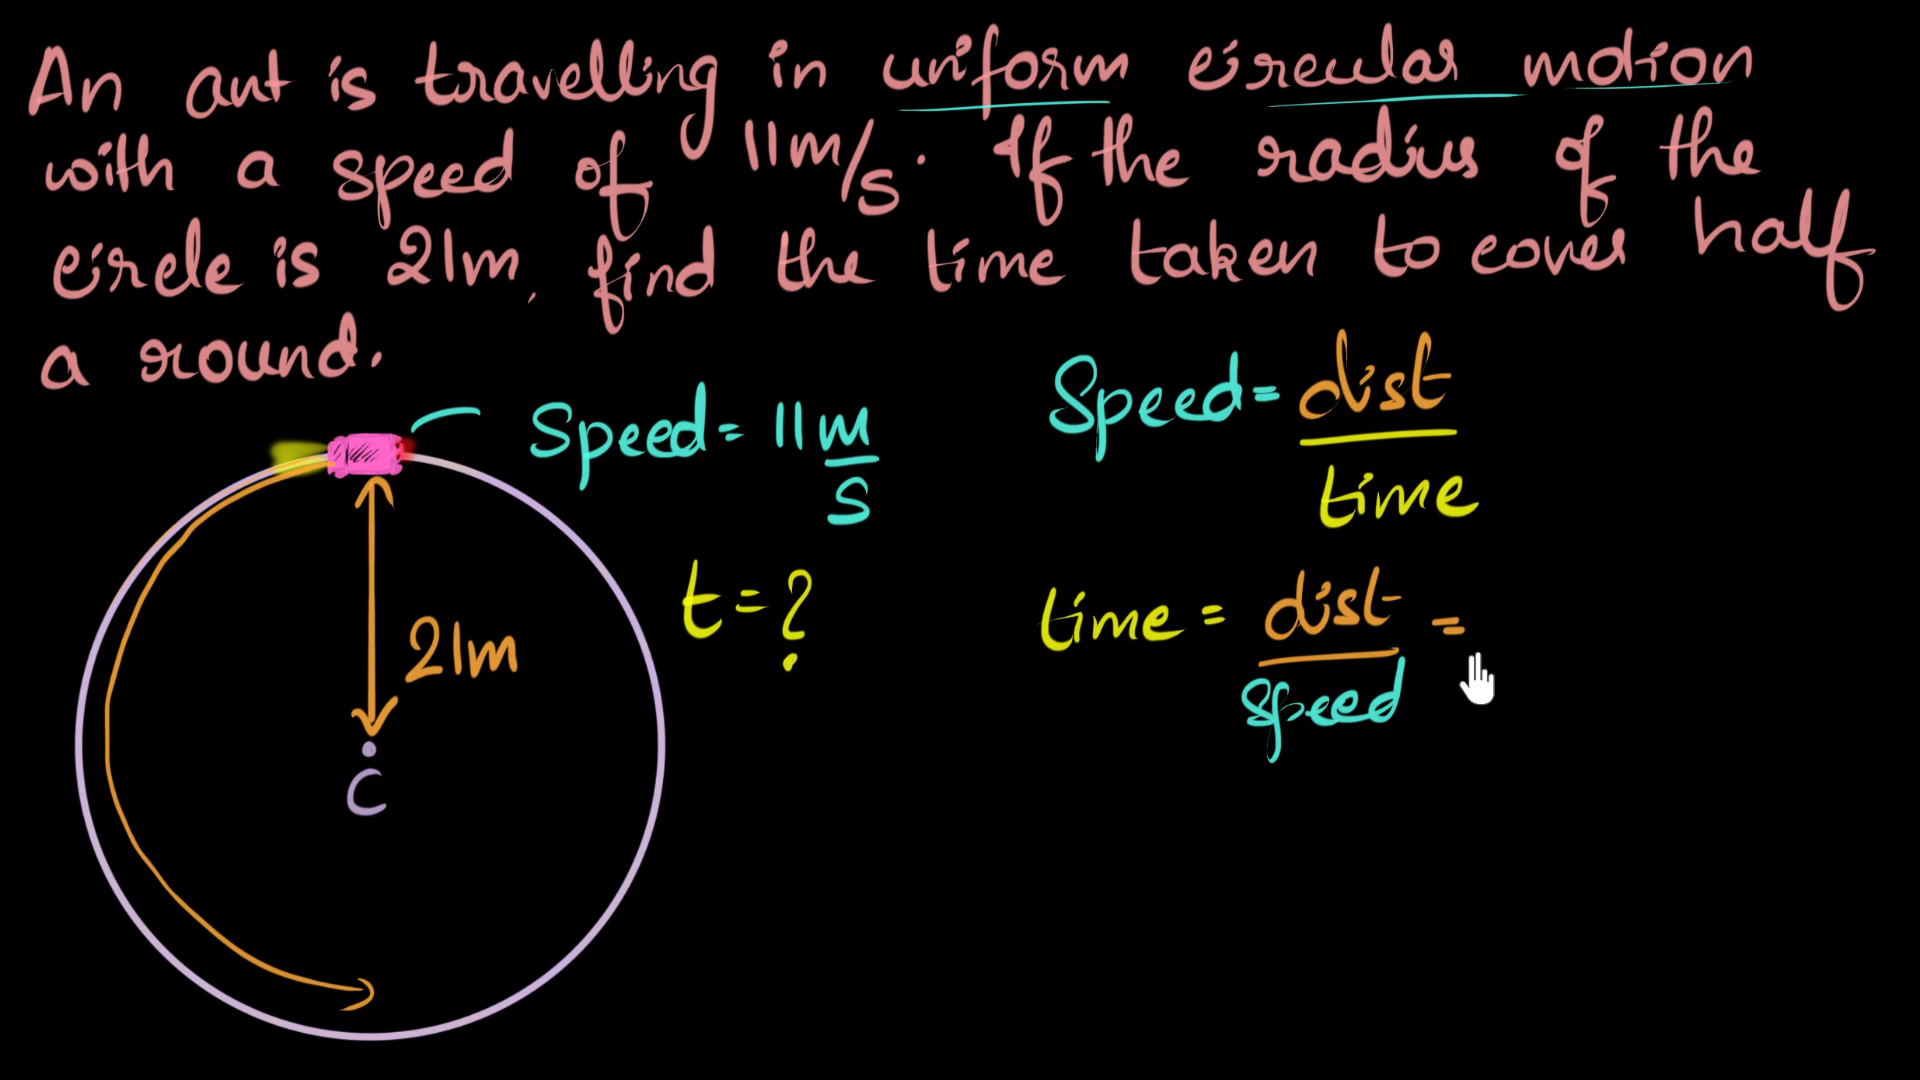 An ant is travelling in uniform circular motion
with a speed of 11m/s. If the radius of the
circle is 21m, find the time taken to cover half
a round.
Speed = 11 m/s
Speed = dist/time
t = ?
time = dist/speed =
21m
C